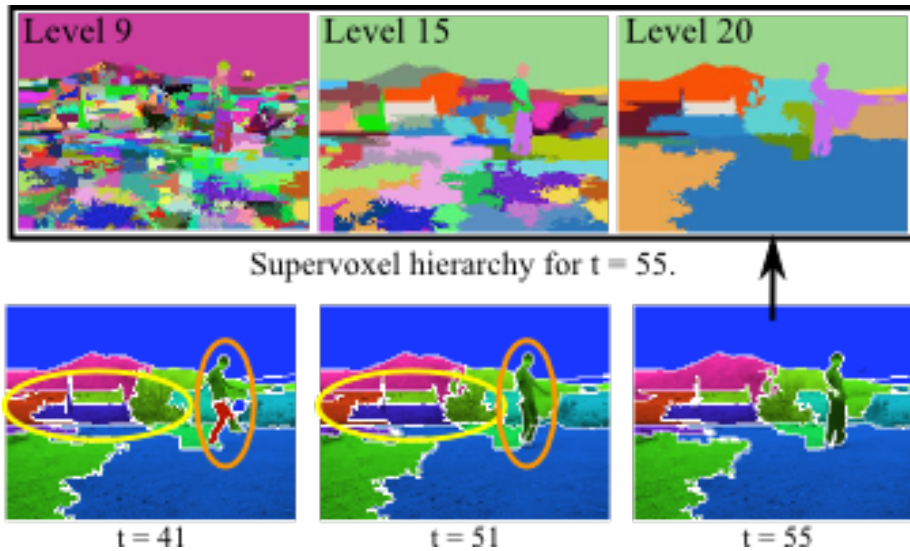 Level 9
Level 15
Level 20
Supervoxel hierarchy for t = 55.
t = 41
t = 51
t = 55